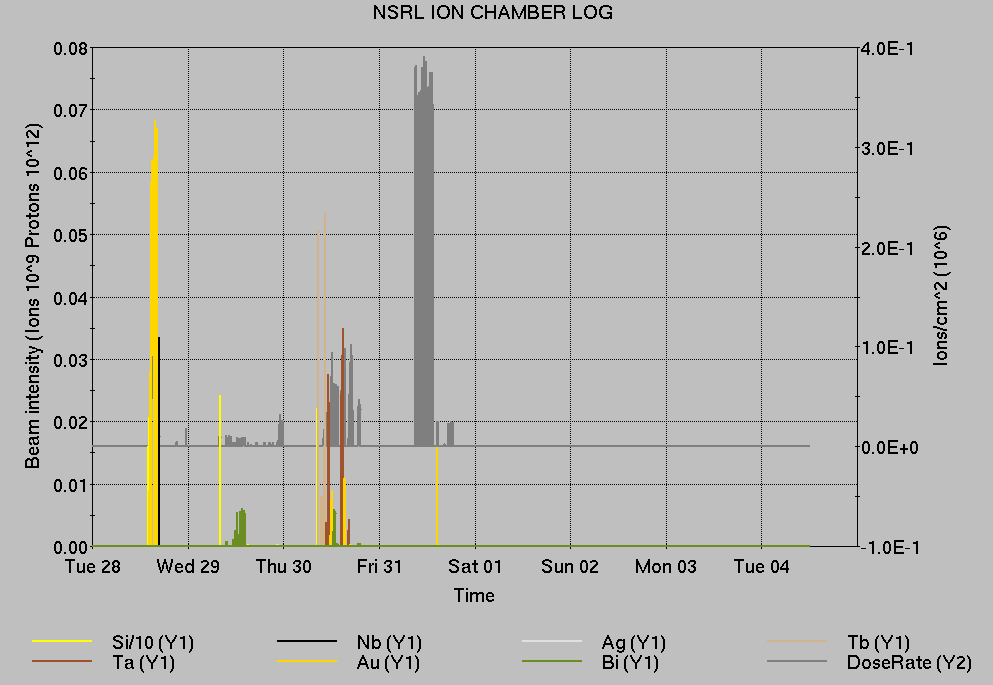 NSRL ION CHAMBER LOG
0.08
0.07
0.06
0.05
0.04
0.03
0.02
0.01
0.00
Beam intensity (Ions 10^9 Protons 10^12)
4.0E-1
3.0E-1
2.0E-1
1.0E-1
0.0E+0
-1.0E-1
Ions/cm^2 (10^6)
Tue 28 Wed 29 Thu 30 Fri 31 Sat 01 Sun 02 Mon 03 Tue 04
Time
Si/10 (Y1) Nb (Y1) Ag (Y1) Tb (Y1)
Ta (Y1) Au (Y1) Bi (Y1) DoseRate (Y2)